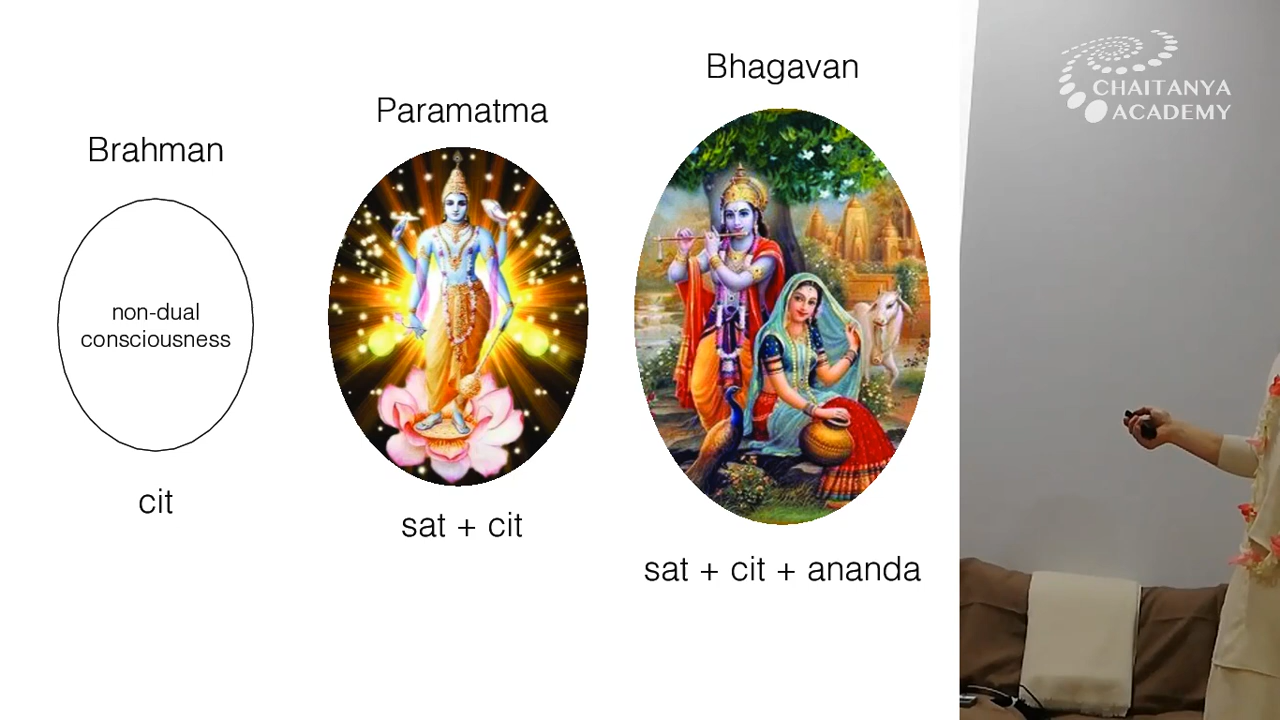 Brahman
non-dual
consciousness
cit
Paramatma
sat + cit
Bhagavan
sat + cit + ananda
CHAITANYA
ACADEMY